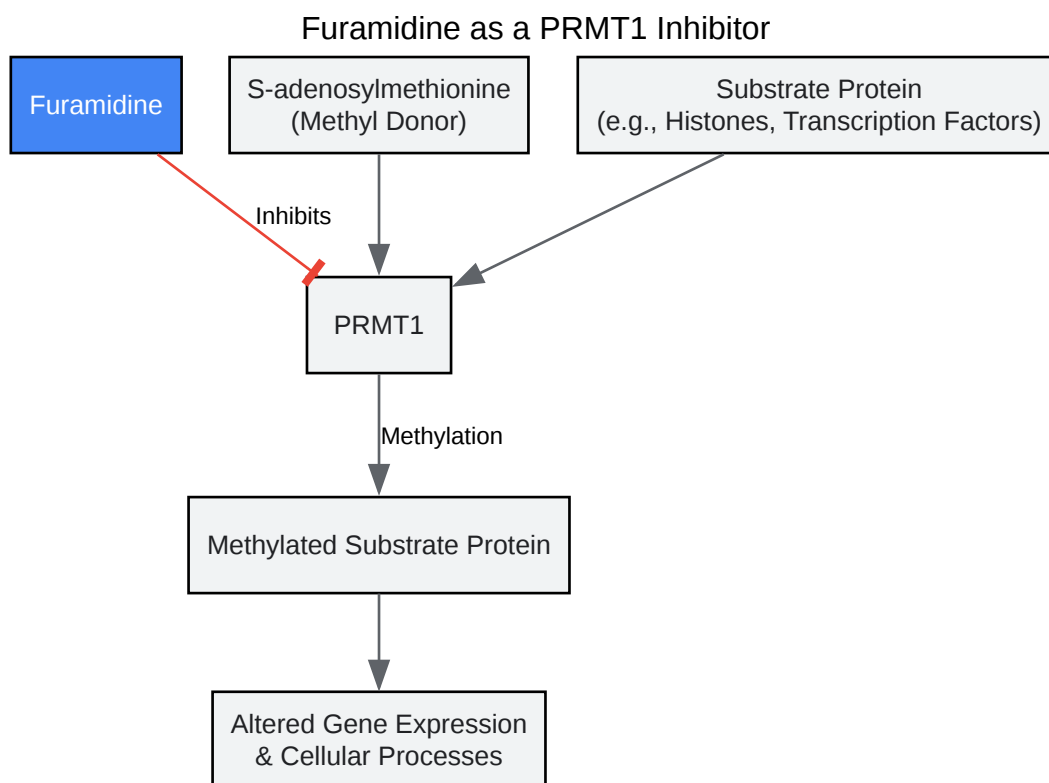 Furamidine as a PRMT1 Inhibitor
Furamidine
S-adenosylmethionine
(Methyl Donor)
Substrate Protein
(e.g., Histones, Transcription Factors)
Inhibits
PRMT1
Methylation
Methylated Substrate Protein
Altered Gene Expression
& Cellular Processes